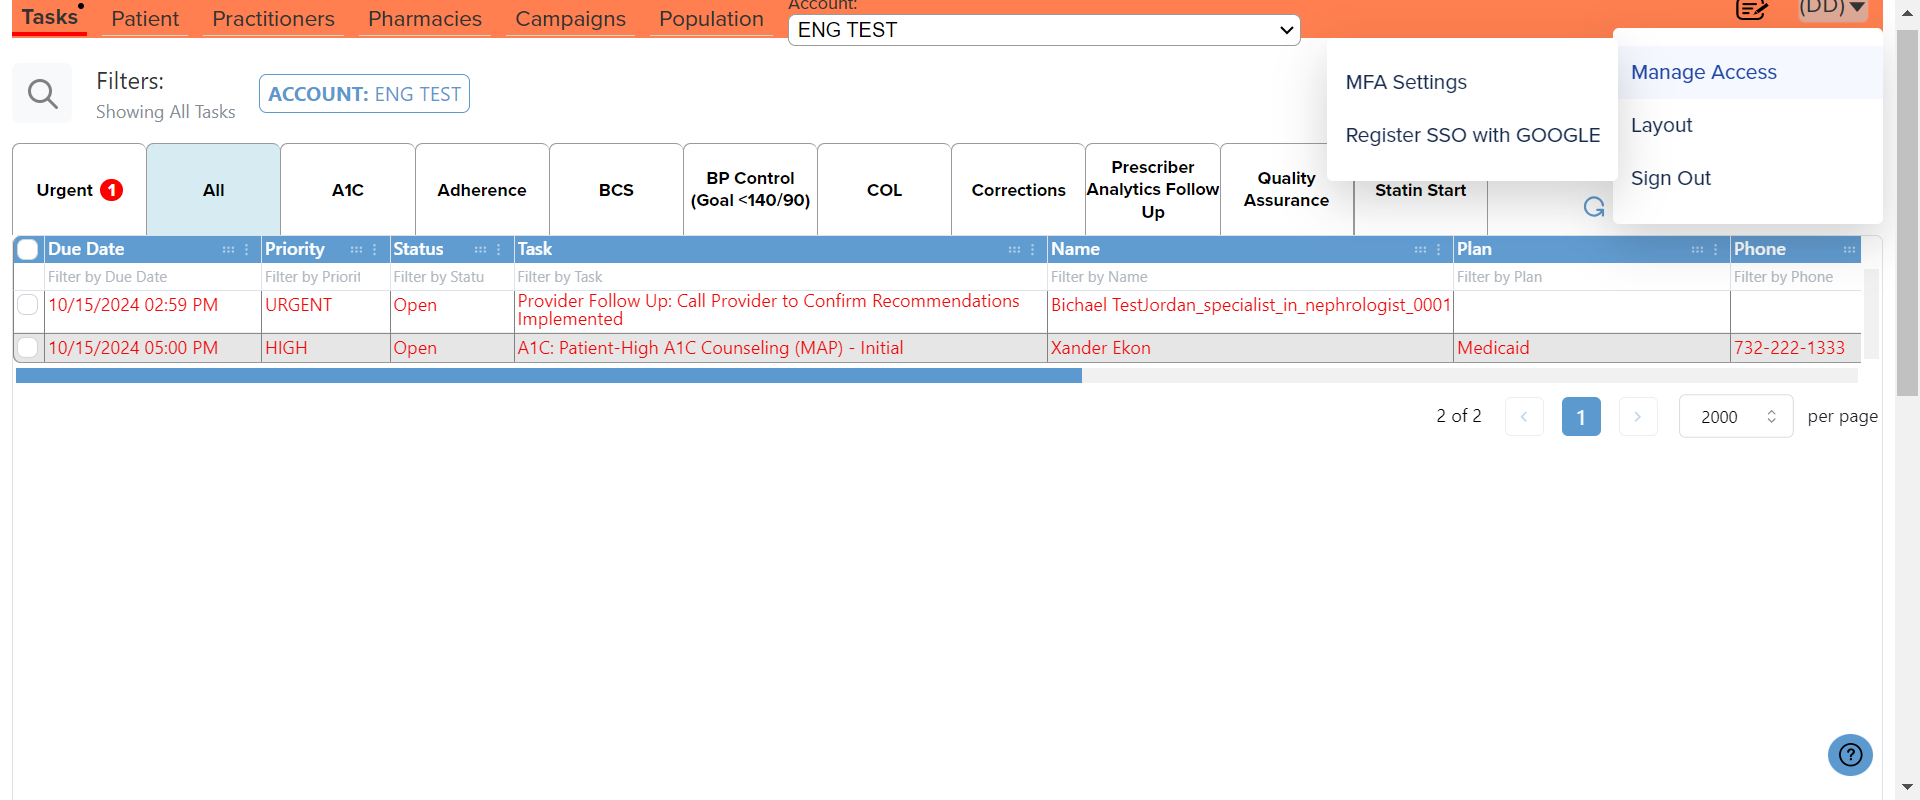 Tasks Patient Practitioners Pharmacies Campaigns Population
Account:
ENG TEST
(DD)
Manage Access
Layout
Sign Out
MFA Settings
Register SSO with GOOGLE
Filters:
Showing All Tasks
ACCOUNT: ENG TEST
Urgent 1
All
A1C
Adherence
BCS
BP Control
(Goal <140/90)
COL
Corrections
Prescriber
Analytics Follow
Up
Quality
Assurance
Statin Start
Due Date Priority Status Task Name Plan Phone
Filter by Due Date Filter by Priorit Filter by Statu Filter by Task Filter by Name Filter by Plan Filter by Phone
10/15/2024 02:59 PM URGENT Open Provider Follow Up: Call Provider to Confirm Recommendations
Implemented
Bichael TestJordan_specialist_in_nephrologist_0001
10/15/2024 05:00 PM HIGH Open A1C: Patient-High A1C Counseling (MAP) - Initial Xander Ekon Medicaid 732-222-1333
2 of 2 < 1 > 2000 per page
?